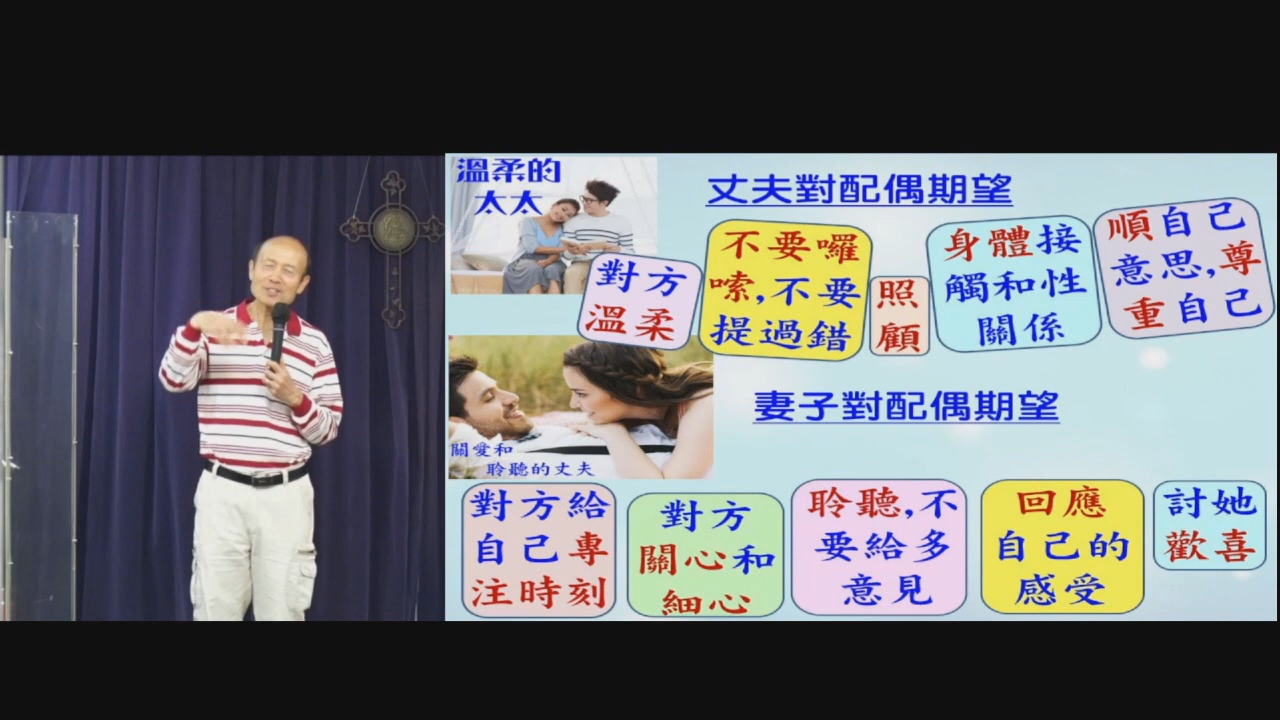 溫柔的
太太
丈夫對配偶期望
對方
溫柔
不要囉
嗦,不要
提過錯
照
顧
身體接
觸和性
關係
順自己
意思,尊
重自己
關愛和
聆聽的丈夫
妻子對配偶期望
對方給
自己專
注時刻
對方
關心和
細心
聆聽,不
要給多
意見
回應
自己的
感受
討她
歡喜